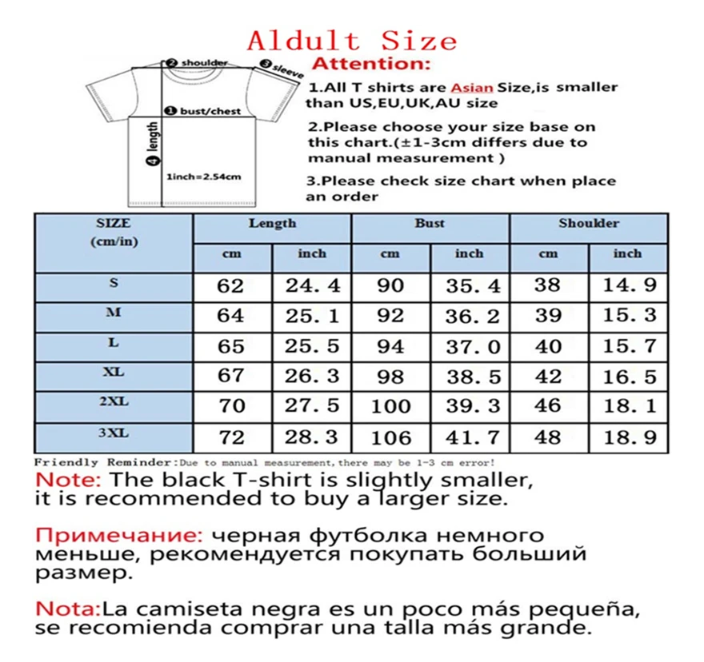 Aldult Size
❷ shoulder
❸ sleeve
❶ bust/chest
❹ length
1inch=2.54cm
Attention:
1.All T shirts are Asian Size,is smaller
than US,EU,UK,AU size
2.Please choose your size base on
this chart.(±1-3cm differs due to
manual measurement )
3.Please check size chart when place
an order
SIZE Length Bust Shoulder
(cm/in)
cm inch cm inch cm inch
S 62 24.4 90 35.4 38 14.9
M 64 25.1 92 36.2 39 15.3
L 65 25.5 94 37.0 40 15.7
XL 67 26.3 98 38.5 42 16.5
2XL 70 27.5 100 39.3 46 18.1
3XL 72 28.3 106 41.7 48 18.9
Friendly Reminder:Due to manual measurement,there may be 1-3 cm error!
Note: The black T-shirt is slightly smaller,
it is recommended to buy a larger size.
Примечание: черная футболка немного
меньше, рекомендуется покупать больший
размер.
Nota:La camiseta negra es un poco más pequeña,
se recomienda comprar una talla más grande.